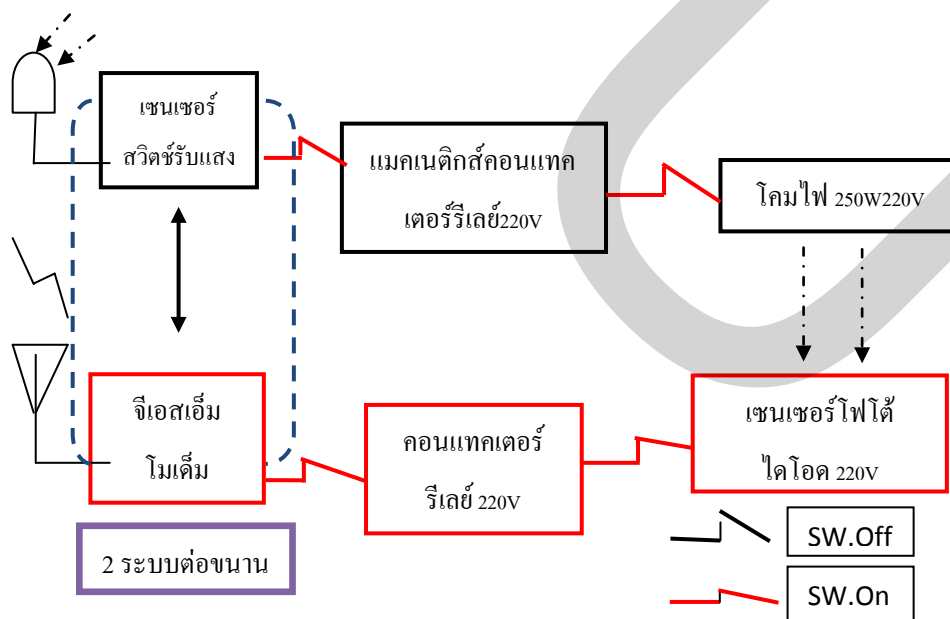 เซนเซอร์
สวิตช์รับแสง
แมคเนติกส์คอนแทค
เตอร์รีเลย์220V
โคมไฟ 250W220V
จีเอสเอ็ม
โมเด็ม
คอนแทคเตอร์
รีเลย์ 220V
เซนเซอร์โฟโต้
ไดโอด 220V
2 ระบบต่อขนาน
SW.Off
SW.On